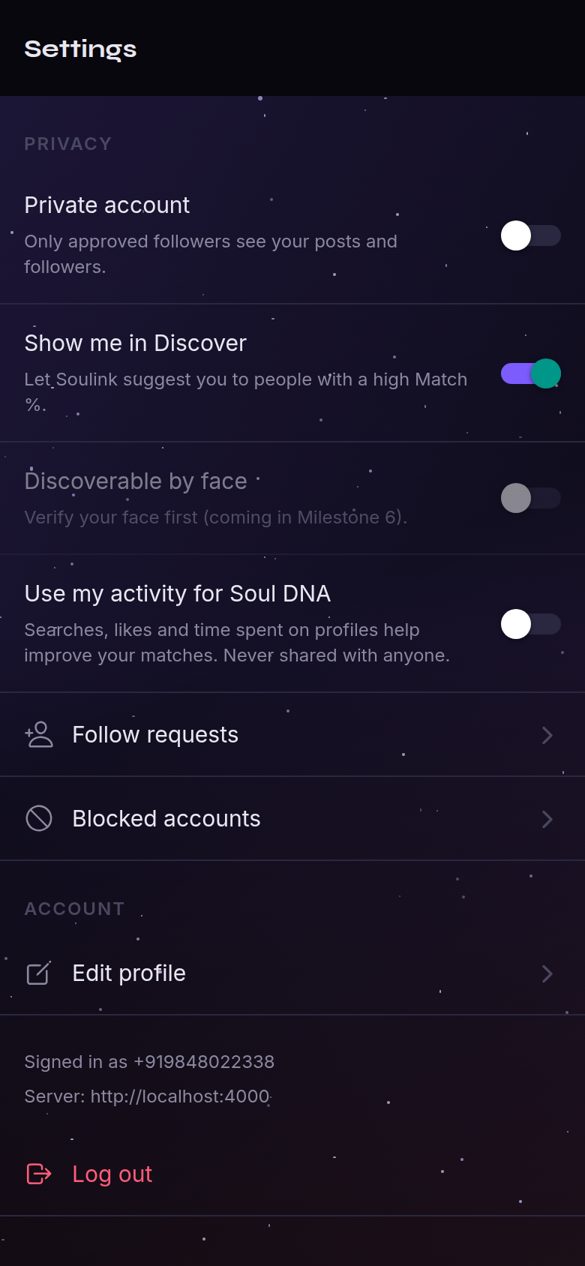 Settings
PRIVACY
Private account
Only approved followers see your posts and
followers.
Show me in Discover
Let Soulink suggest you to people with a high Match
%.
Discoverable by face
Verify your face first (coming in Milestone 6).
Use my activity for Soul DNA
Searches, likes and time spent on profiles help
improve your matches. Never shared with anyone.
Follow requests
Blocked accounts
ACCOUNT
Edit profile
Signed in as +919848022338
Server: http://localhost:4000
Log out